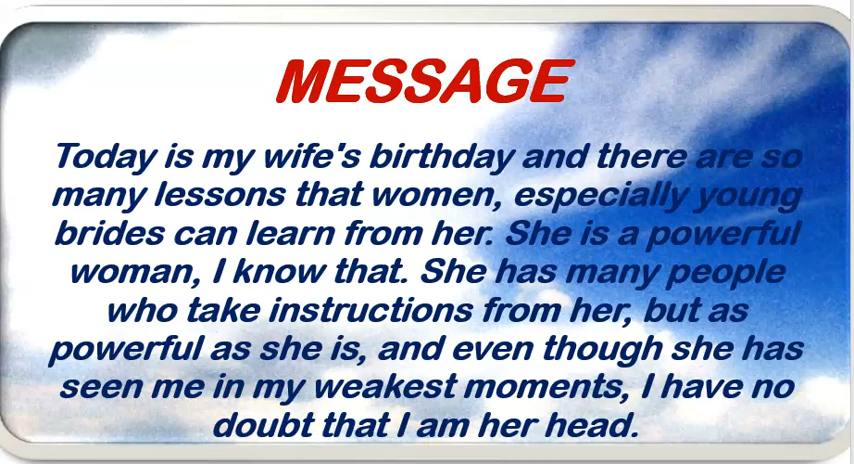 MESSAGE
Today is my wife's birthday and there are so
many lessons that women, especially young
brides can learn from her. She is a powerful
woman, I know that. She has many people
who take instructions from her, but as
powerful as she is, and even though she has
seen me in my weakest moments, I have no
doubt that I am her head.